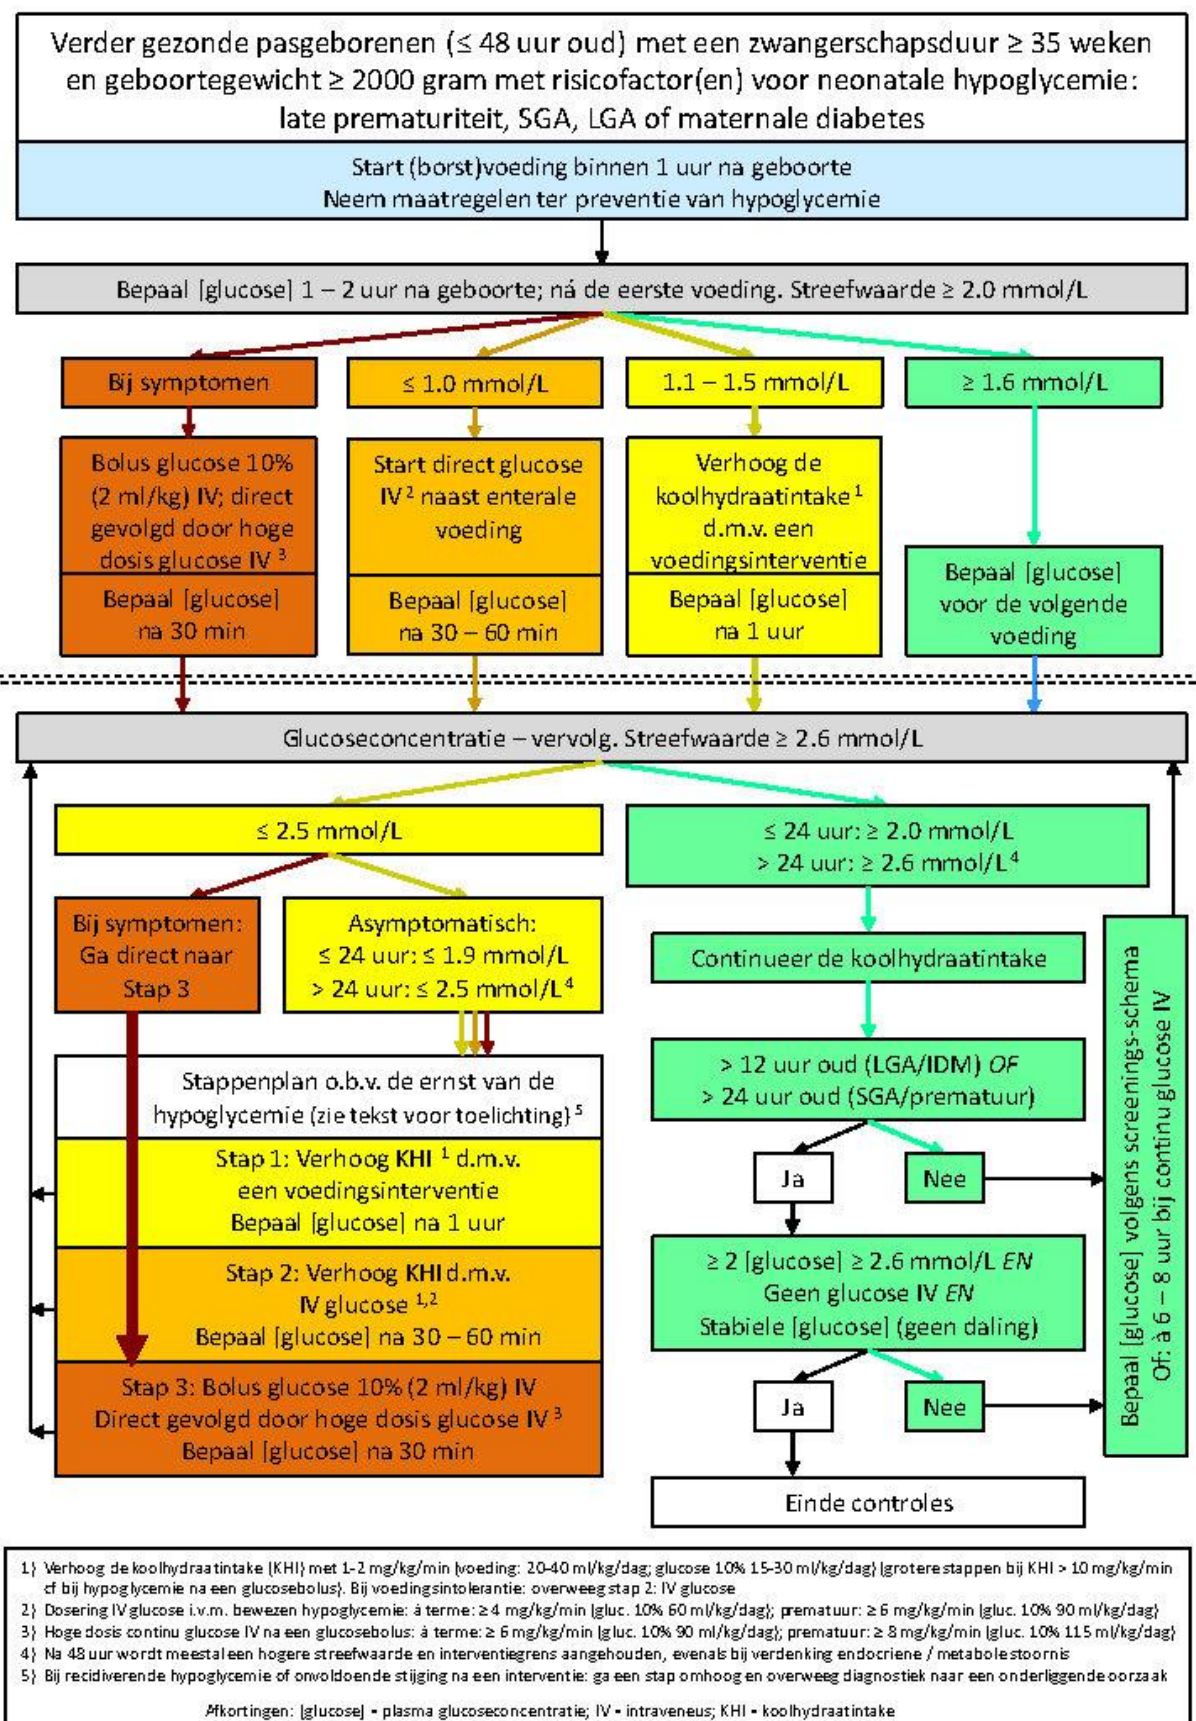 Verder gezonde pasgeborenen (≤ 48 uur oud) met een zwangerschapsduur ≥ 35 weken
en geboortegewicht ≥ 2000 gram met risicofactor(en) voor neonatale hypoglycemie:
late prematuriteit, SGA, LGA of maternale diabetes
Start (borst)voeding binnen 1 uur na geboorte
Neem maatregelen ter preventie van hypoglycemie
Bepaal [glucose] 1 – 2 uur na geboorte; ná de eerste voeding. Streefwaarde ≥ 2.0 mmol/L
Bij symptomen
Bolus glucose 10%
(2 ml/kg) IV; direct
gevolgd door hoge
dosis glucose IV ³
Bepaal [glucose]
na 30 min
≤ 1.0 mmol/L
Start direct glucose
IV ² naast enterale
voeding
Bepaal [glucose]
na 30 – 60 min
1.1 – 1.5 mmol/L
Verhoog de
koolhydraatintake ¹
d.m.v. een
voedingsinterventie
Bepaal [glucose]
na 1 uur
≥ 1.6 mmol/L
Bepaal [glucose]
voor de volgende
voeding
Glucoseconcentratie – vervolg. Streefwaarde ≥ 2.6 mmol/L
≤ 2.5 mmol/L
Bij symptomen:
Ga direct naar
Stap 3
Asymptomatisch:
≤ 24 uur: ≤ 1.9 mmol/L
> 24 uur: ≤ 2.5 mmol/L⁴
Stappenplan o.b.v. de ernst van de
hypoglycemie (zie tekst voor toelichting) ⁵
Stap 1: Verhoog KHI ¹ d.m.v.
een voedingsinterventie
Bepaal [glucose] na 1 uur
Stap 2: Verhoog KHI d.m.v.
IV glucose ¹,²
Bepaal [glucose] na 30 – 60 min
Stap 3: Bolus glucose 10% (2 ml/kg) IV
Direct gevolgd door hoge dosis glucose IV ³
Bepaal [glucose] na 30 min
≤ 24 uur: ≥ 2.0 mmol/L
> 24 uur: ≥ 2.6 mmol/L⁴
Continueer de koolhydraatintake
> 12 uur oud (LGA/IDM) OF
> 24 uur oud (SGA/prematuur)
Ja
Nee
≥ 2 [glucose] ≥ 2.6 mmol/L EN
Geen glucose IV EN
Stabiele [glucose] (geen daling)
Ja
Nee
Einde controles
Bepaal [glucose] volgens screenings-schema
Of: à 6 – 8 uur bij continu glucose IV
1) Verhoog de koolhydraatintake (KHI) met 1-2 mg/kg/min (voeding: 20-40 ml/kg/dag; glucose 10% 15-30 ml/kg/dag) (grotere stappen bij KHI > 10 mg/kg/min
of bij hypoglycemie na een glucosebolus). Bij voedingsintolerantie: overweeg stap 2: IV glucose
2) Dosering IV glucose i.v.m. bewezen hypoglycemie: à terme: ≥ 4 mg/kg/min (gluc. 10% 60 ml/kg/dag); prematuur: ≥ 6 mg/kg/min (gluc. 10% 90 ml/kg/dag)
3) Hoge dosis continu glucose IV na een glucosebolus: à terme: ≥ 6 mg/kg/min (gluc. 10% 90 ml/kg/dag); prematuur: ≥ 8 mg/kg/min (gluc. 10% 115 ml/kg/dag)
4) Na 48 uur wordt meestal een hogere streefwaarde en interventiegrens aangehouden, evenals bij verdenking endocriene / metabole stoornis
5) Bij recidiverende hypoglycemie of onvoldoende stijging na een interventie: ga een stap omhoog en overweeg diagnostiek naar een onderliggende oorzaak
Afkortingen: [glucose] = plasma glucoseconcentratie; IV = intraveneus; KHI = koolhydraatintake